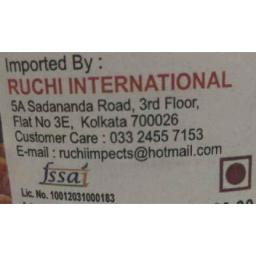 Imported By :
RUCHI INTERNATIONAL
5A Sadananda Road, 3rd Floor,
Flat No 3E, Kolkata 700026
Customer Care : 033 2455 7153
E-mail : ruchiimpects@hotmail.com
fssai
Lic. No. 10012031000183